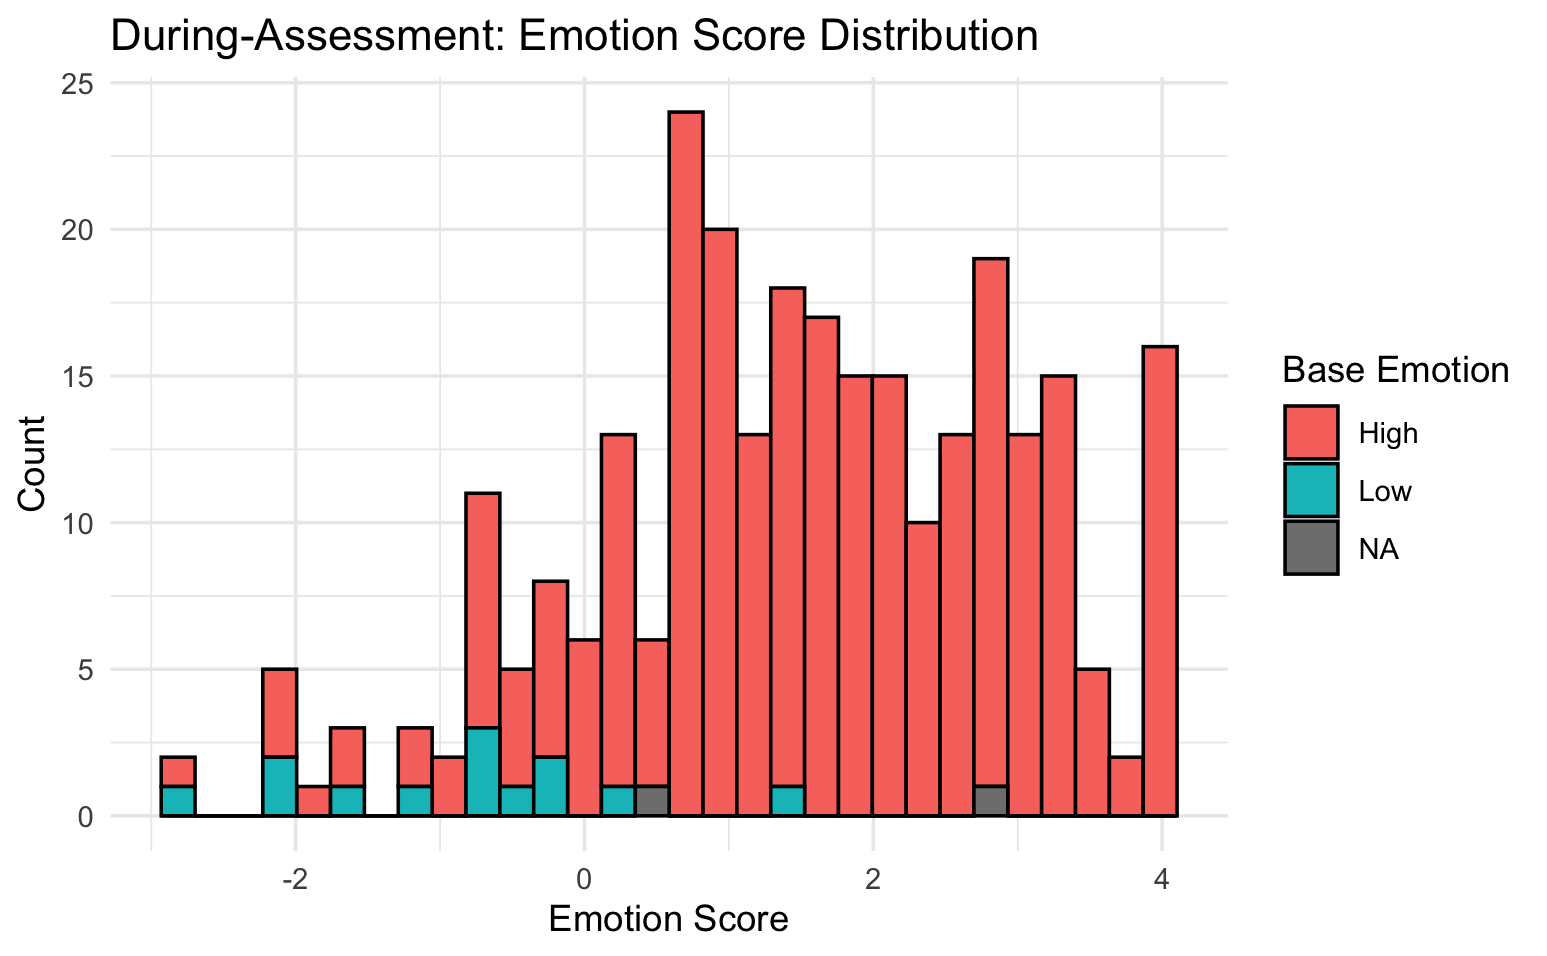 During-Assessment: Emotion Score Distribution
25
20
15
10
5
0
Count
-2
0
2
4
Emotion Score
Base Emotion
High
Low
NA